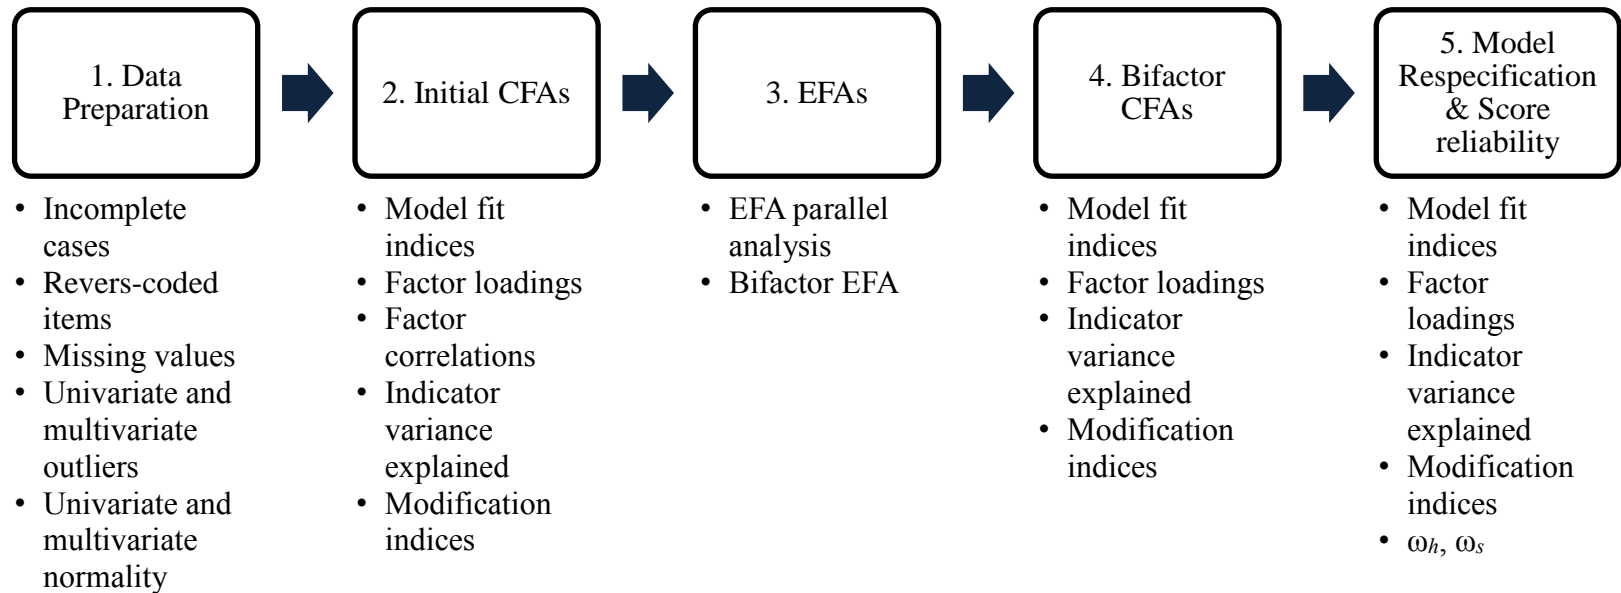 1. Data
Preparation
• Incomplete
cases
• Revers-coded
items
• Missing values
• Univariate and
multivariate
outliers
• Univariate and
multivariate
normality
2. Initial CFAs
• Model fit
indices
• Factor loadings
• Factor
correlations
• Indicator
variance
explained
• Modification
indices
3. EFAs
• EFA parallel
analysis
• Bifactor EFA
4. Bifactor
CFAs
• Model fit
indices
• Factor loadings
• Indicator
variance
explained
• Modification
indices
5. Model
Respecification
& Score
reliability
• Model fit
indices
• Factor
loadings
• Indicator
variance
explained
• Modification
indices
• ωh, ωs